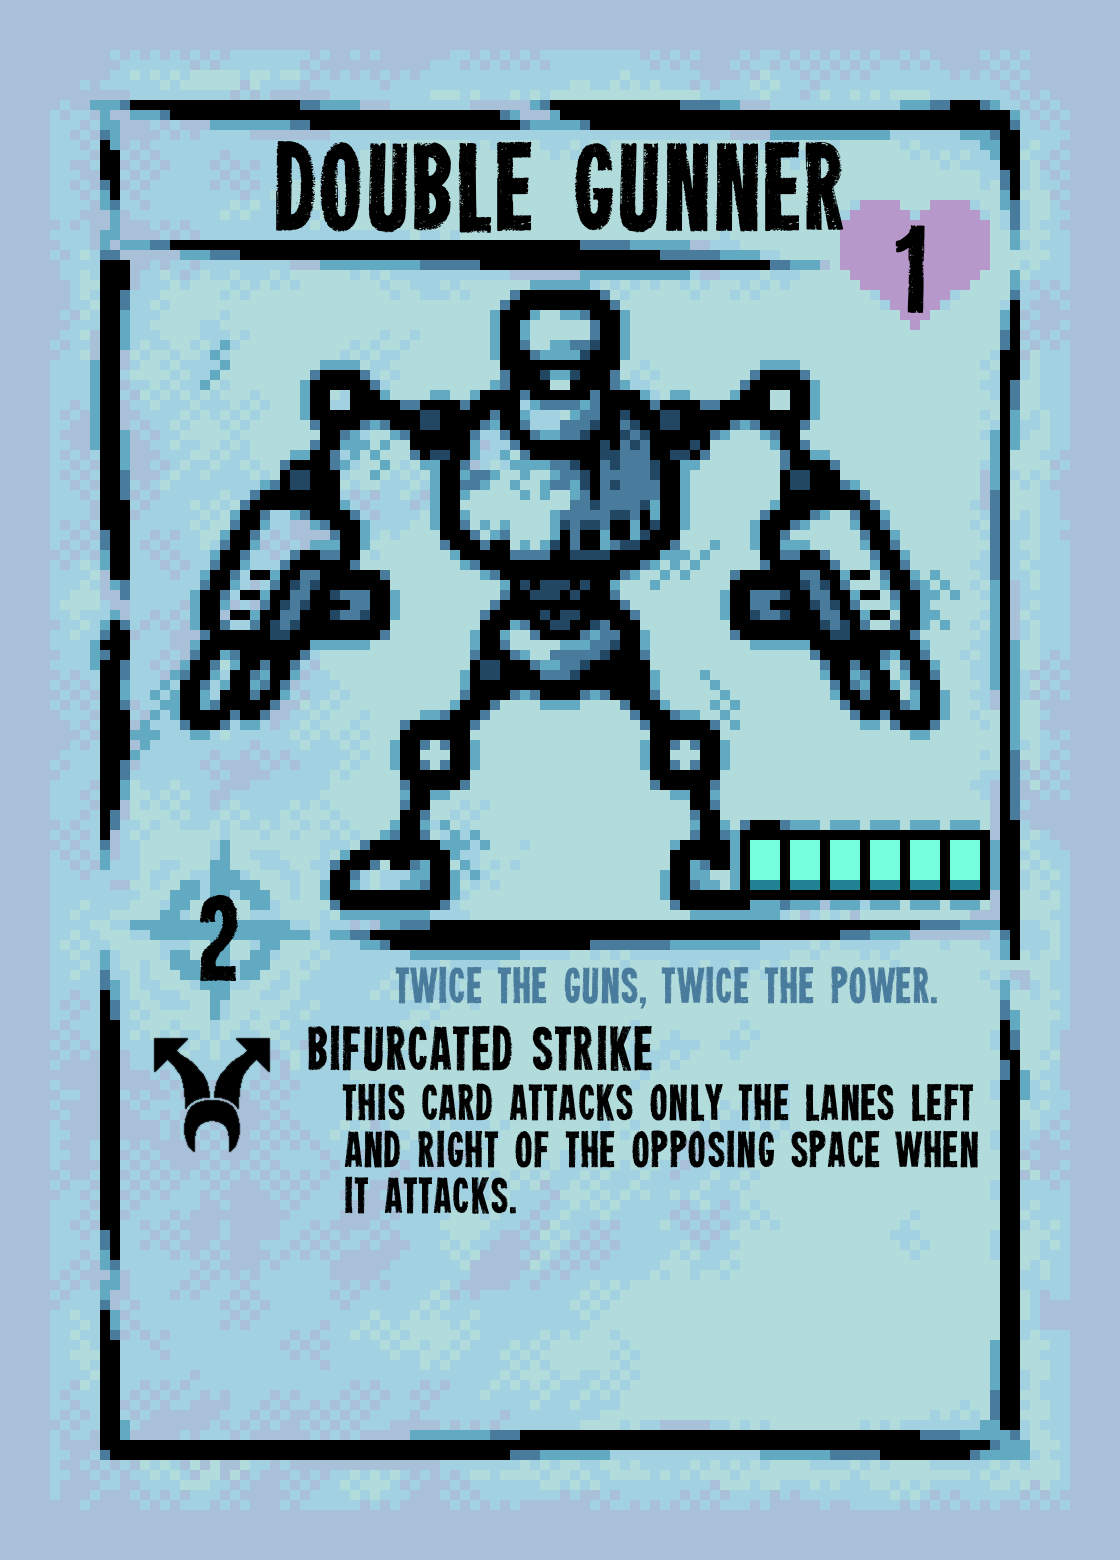 DOUBLE GUNNER
1
2
TWICE THE GUNS, TWICE THE POWER.
BIFURCATED STRIKE
THIS CARD ATTACKS ONLY THE LANES LEFT
AND RIGHT OF THE OPPOSING SPACE WHEN
IT ATTACKS.